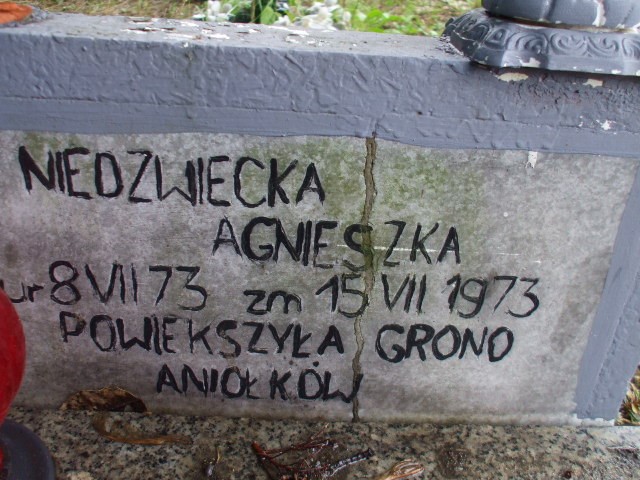 NIEDZWIECKA
AGNIESZKA
ur 8 VII 73 zm 15 VII 1973
POWIEKSZYŁA GRONO
ANIOŁKÓW